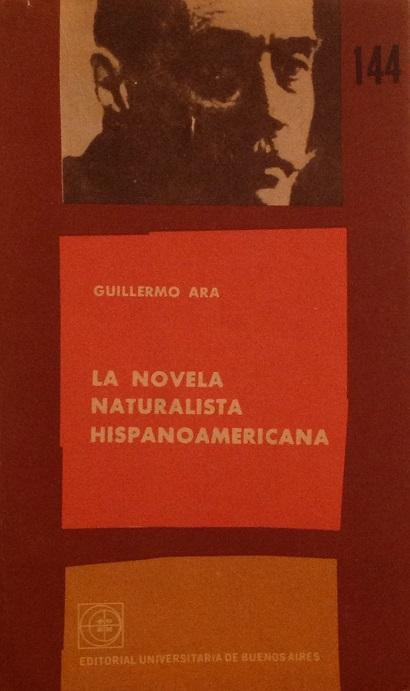 144
GUILLERMO ARA
LA NOVELA
NATURALISTA
HISPANOAMERICANA
EDITORIAL UNIVERSITARIA DE BUENOS AIRES